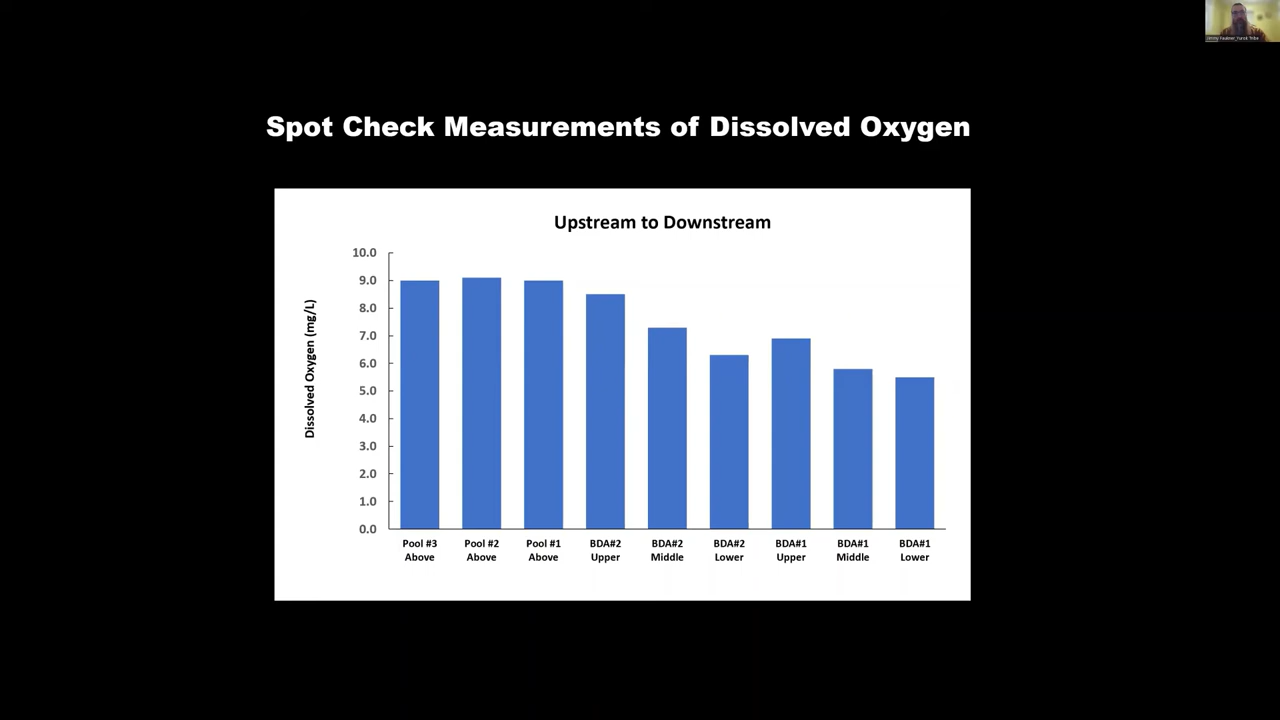 Spot Check Measurements of Dissolved Oxygen
Upstream to Downstream
Dissolved Oxygen (mg/L)
10.0
9.0
8.0
7.0
6.0
5.0
4.0
3.0
2.0
1.0
0.0
Pool #3
Above
Pool #2
Above
Pool #1
Above
BDA#2
Upper
BDA#2
Middle
BDA#2
Lower
BDA#1
Upper
BDA#1
Middle
BDA#1
Lower